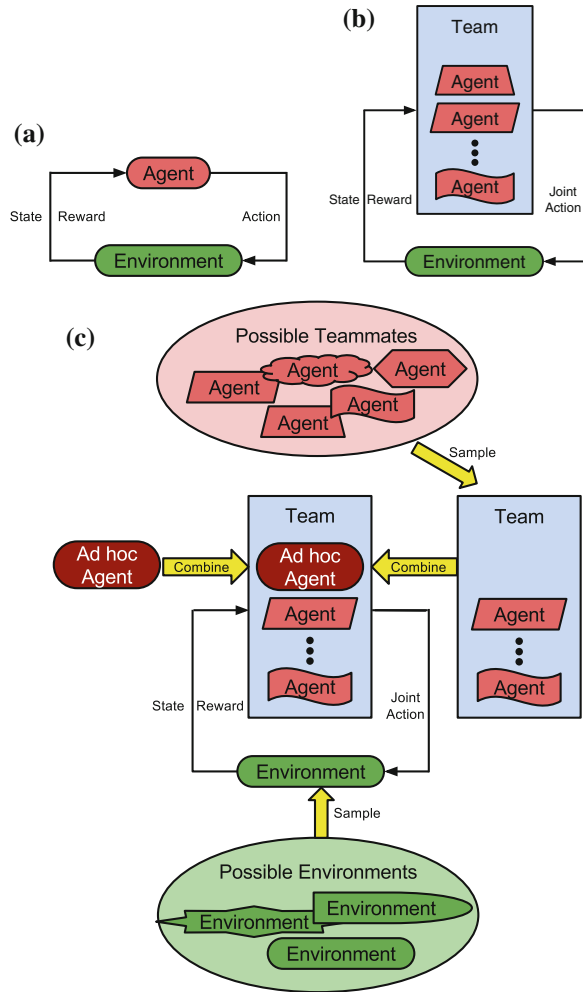 (a)
Agent
State
Reward
Action
Environment
(b)
Team
Agent
Agent
Agent
State
Reward
Joint
Action
Environment
(c)
Possible Teammates
Agent
Agent
Agent
Agent
Agent
Sample
Team
Team
Ad hoc
Agent
Combine
Ad hoc
Agent
Combine
Agent
Agent
Agent
Agent
State
Reward
Joint
Action
Environment
Sample
Possible Environments
Environment
Environment
Environment